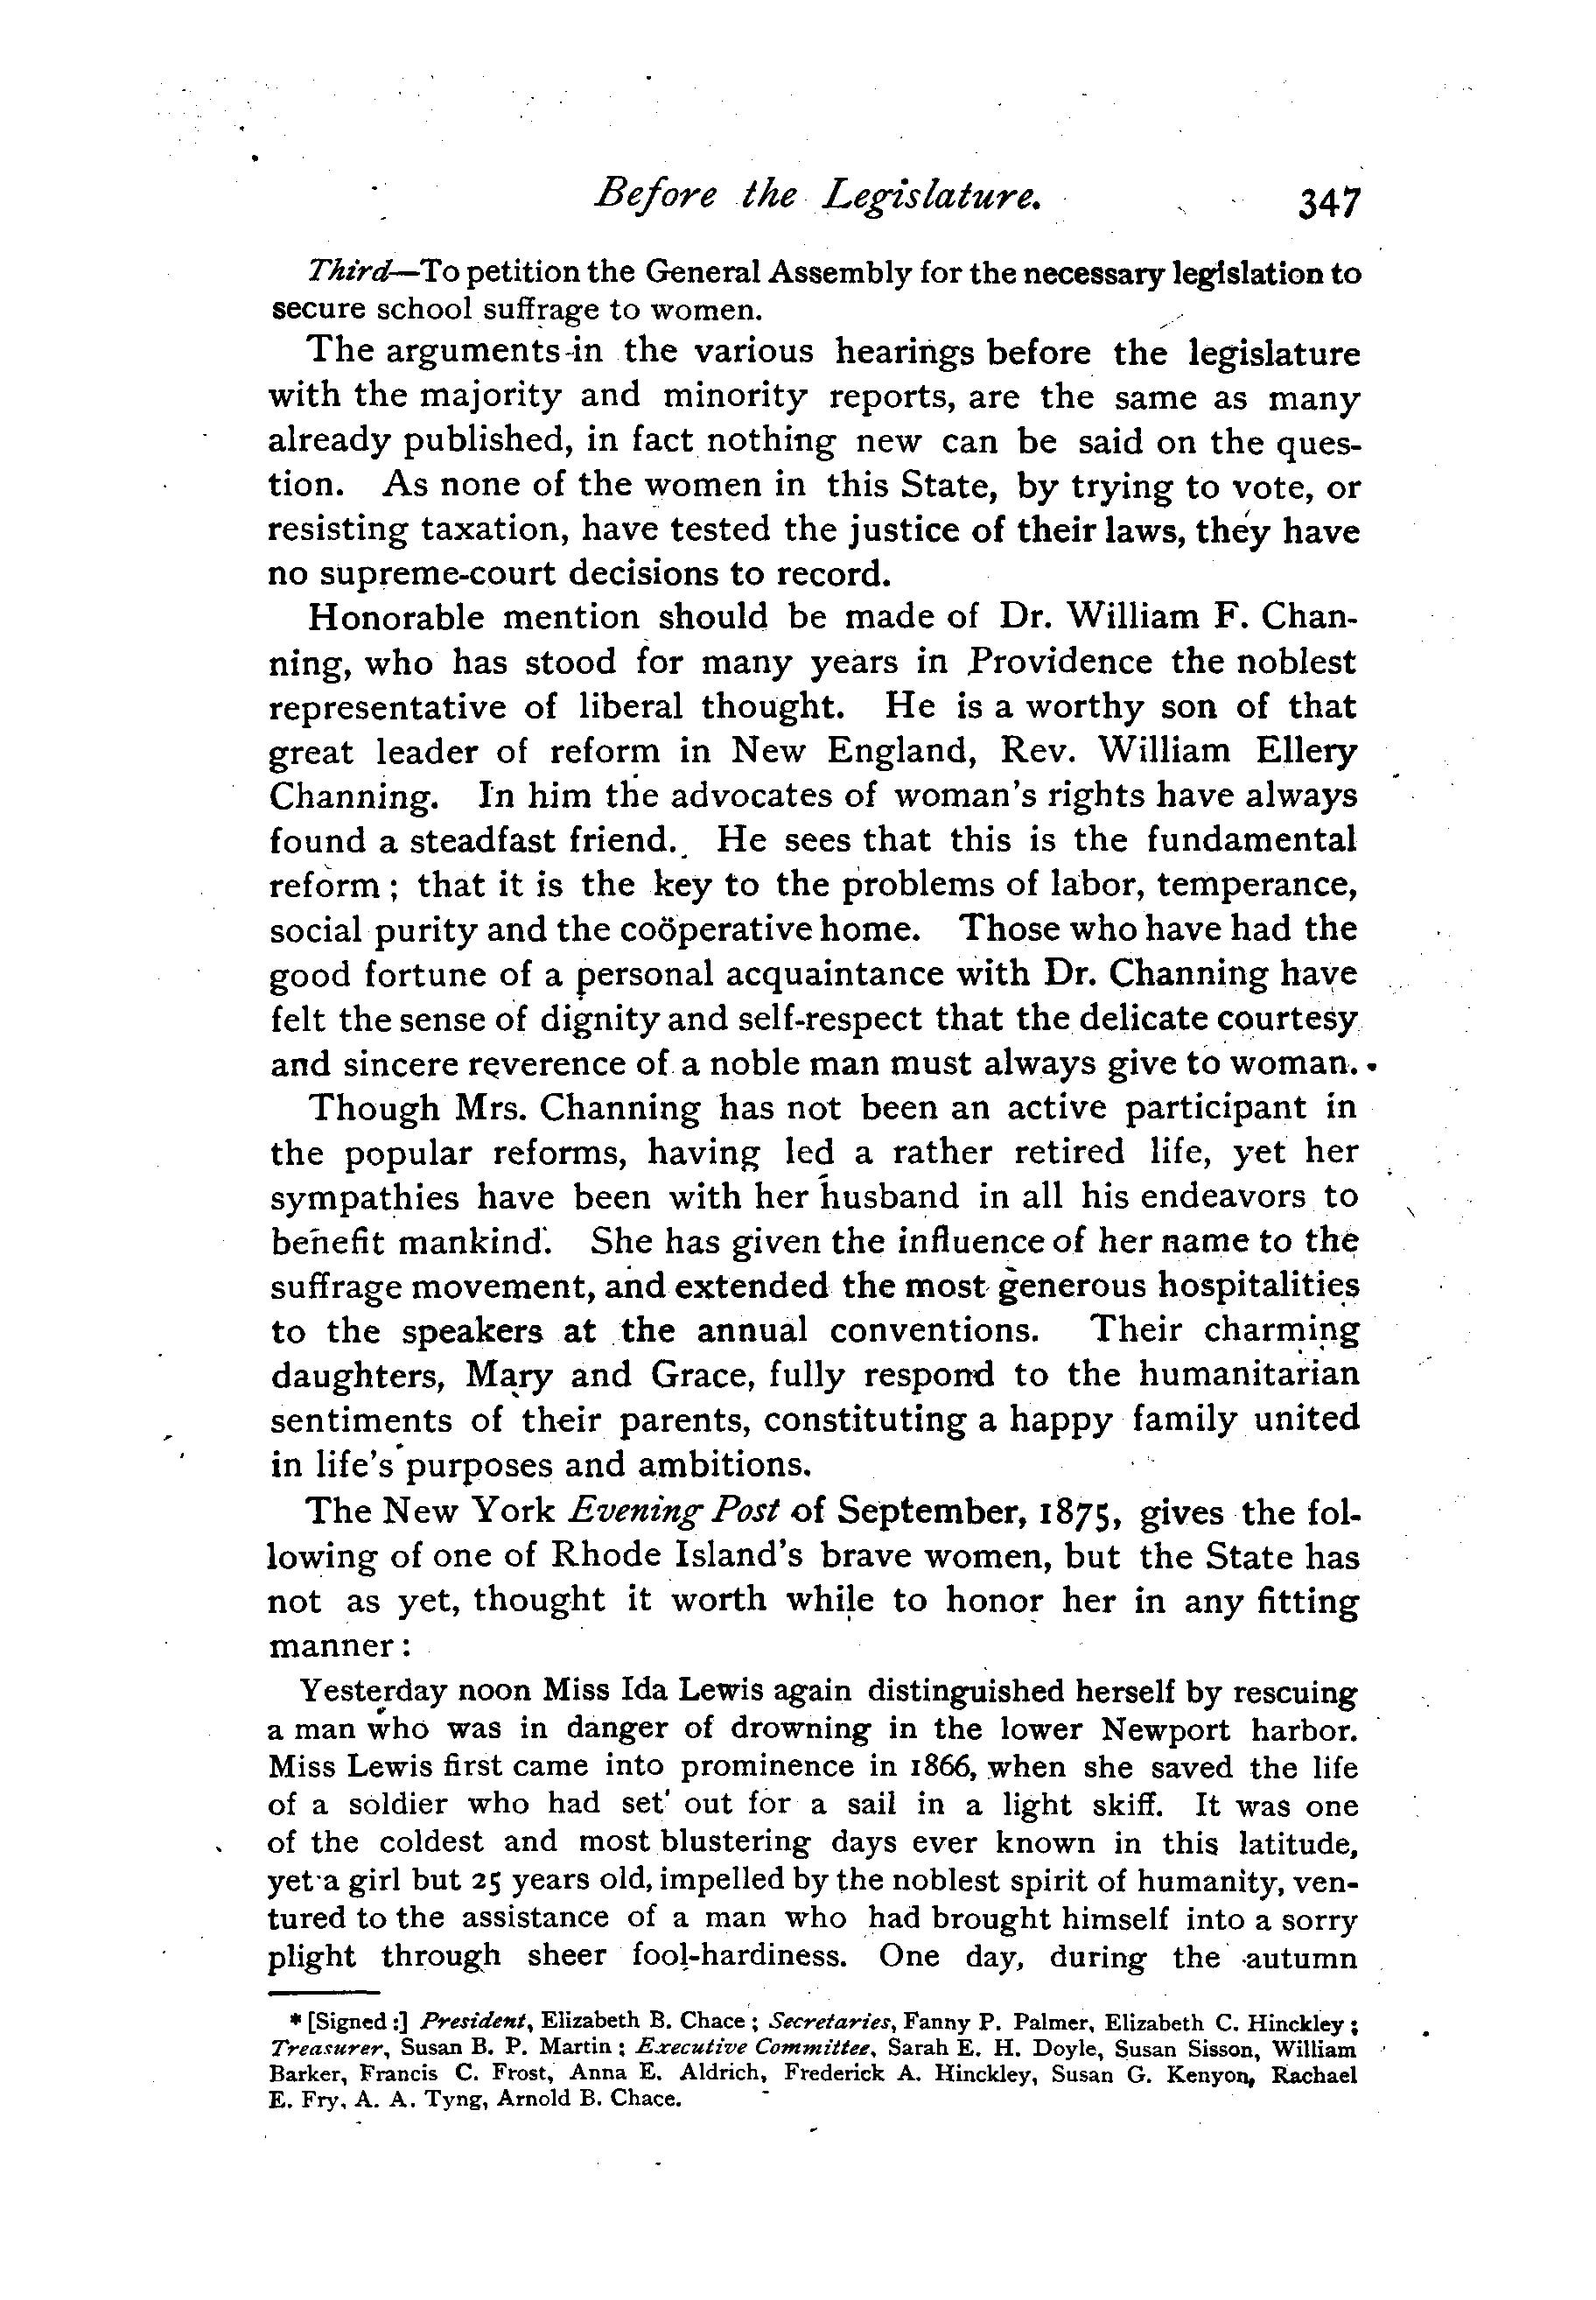 Before the Legislature. 347
Third—To petition the General Assembly for the necessary legislation to
secure school suffrage to women.
The arguments in the various hearings before the legislature
with the majority and minority reports, are the same as many
already published, in fact nothing new can be said on the ques-
tion. As none of the women in this State, by trying to vote, or
resisting taxation, have tested the justice of their laws, they have
no supreme-court decisions to record.
Honorable mention should be made of Dr. William F. Chan-
ning, who has stood for many years in Providence the noblest
representative of liberal thought. He is a worthy son of that
great leader of reform in New England, Rev. William Ellery
Channing. In him the advocates of woman's rights have always
found a steadfast friend. He sees that this is the fundamental
reform; that it is the key to the problems of labor, temperance,
social purity and the coöperative home. Those who have had the
good fortune of a personal acquaintance with Dr. Channing have
felt the sense of dignity and self-respect that the delicate courtesy
and sincere reverence of a noble man must always give to woman.
Though Mrs. Channing has not been an active participant in
the popular reforms, having led a rather retired life, yet her
sympathies have been with her husband in all his endeavors to
benefit mankind. She has given the influence of her name to the
suffrage movement, and extended the most generous hospitalities
to the speakers at the annual conventions. Their charming
daughters, Mary and Grace, fully respond to the humanitarian
sentiments of their parents, constituting a happy family united
in life's purposes and ambitions.
The New York Evening Post of September, 1875, gives the fol-
lowing of one of Rhode Island's brave women, but the State has
not as yet, thought it worth while to honor her in any fitting
manner:
Yesterday noon Miss Ida Lewis again distinguished herself by rescuing
a man who was in danger of drowning in the lower Newport harbor.
Miss Lewis first came into prominence in 1866, when she saved the life
of a soldier who had set out for a sail in a light skiff. It was one
of the coldest and most blustering days ever known in this latitude,
yet a girl but 25 years old, impelled by the noblest spirit of humanity, ven-
tured to the assistance of a man who had brought himself into a sorry
plight through sheer fool-hardiness. One day, during the autumn
* [Signed:] President, Elizabeth B. Chace; Secretaries, Fanny P. Palmer, Elizabeth C. Hinckley;
Treasurer, Susan B. P. Martin; Executive Committee, Sarah E. H. Doyle, Susan Sisson, William
Barker, Francis C. Frost, Anna E. Aldrich, Frederick A. Hinckley, Susan G. Kenyon, Rachael
E. Fry, A. A. Tyng, Arnold B. Chace.